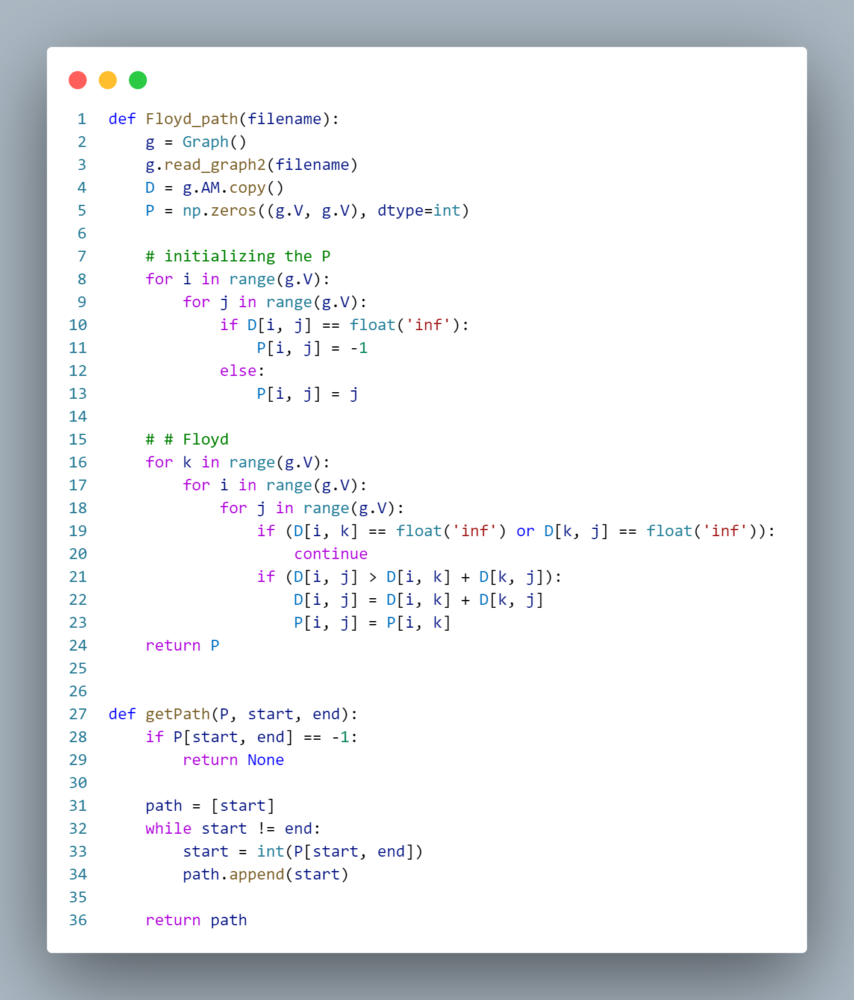 1 def Floyd_path(filename):
2     g = Graph()
3     g.read_graph2(filename)
4     D = g.AM.copy()
5     P = np.zeros((g.V, g.V), dtype=int)
6
7     # initializing the P
8     for i in range(g.V):
9         for j in range(g.V):
10             if D[i, j] == float('inf'):
11                 P[i, j] = -1
12             else:
13                 P[i, j] = j
14
15     # # Floyd
16     for k in range(g.V):
17         for i in range(g.V):
18             for j in range(g.V):
19                 if (D[i, k] == float('inf') or D[k, j] == float('inf')):
20                     continue
21                 if (D[i, j] > D[i, k] + D[k, j]):
22                     D[i, j] = D[i, k] + D[k, j]
23                     P[i, j] = P[i, k]
24     return P
25
26
27 def getPath(P, start, end):
28     if P[start, end] == -1:
29         return None
30
31     path = [start]
32     while start != end:
33         start = int(P[start, end])
34         path.append(start)
35
36     return path